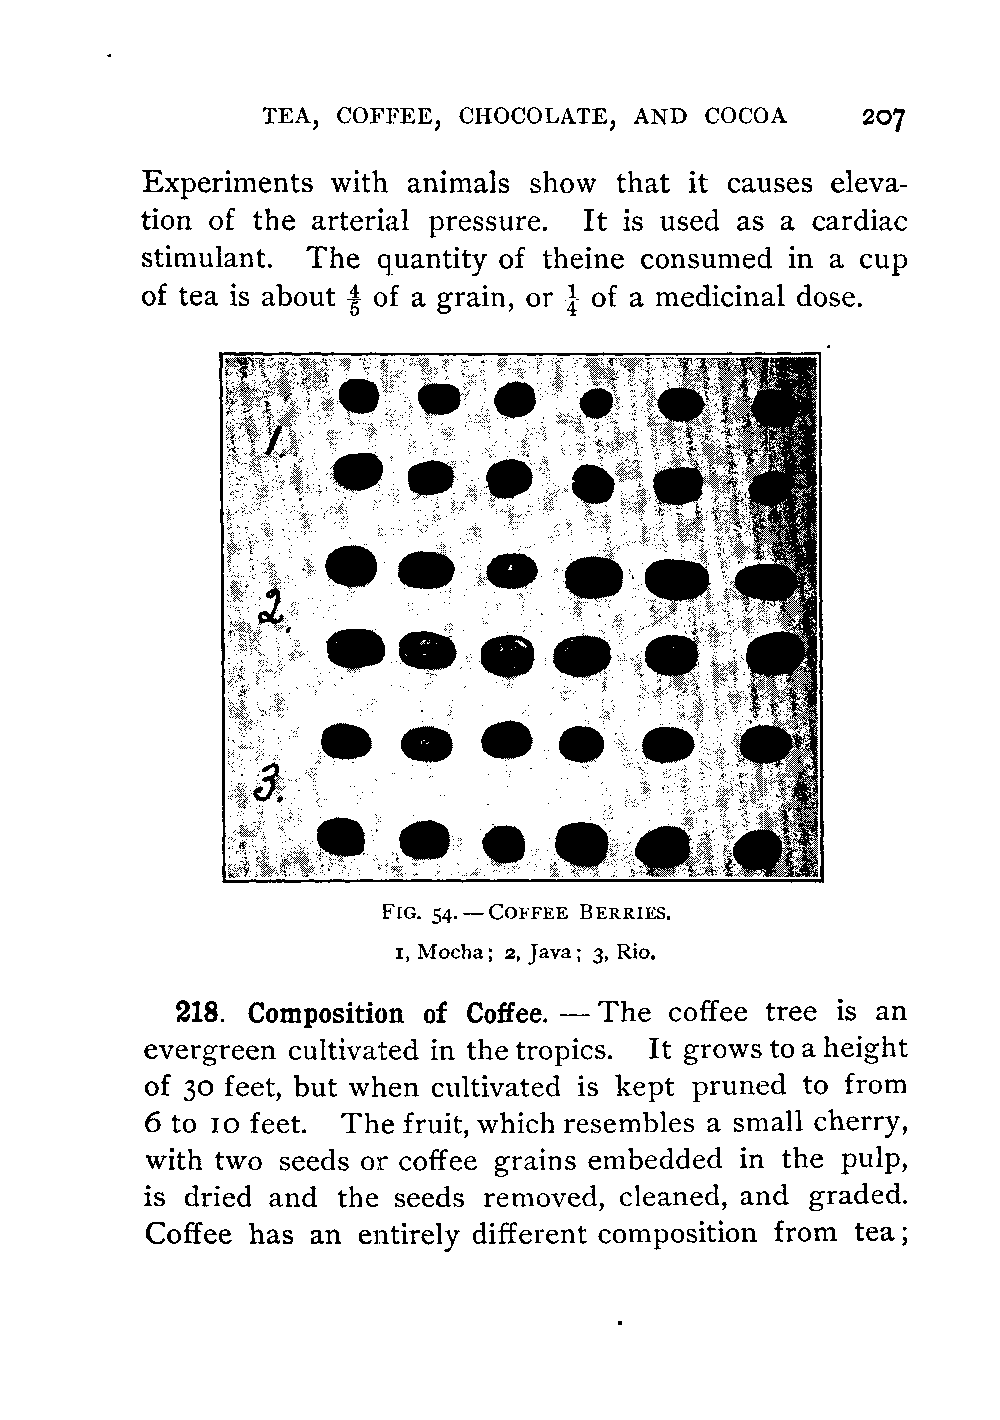 TEA, COFFEE, CHOCOLATE, AND COCOA 207
Experiments with animals show that it causes eleva-
tion of the arterial pressure. It is used as a cardiac
stimulant. The quantity of theine consumed in a cup
of tea is about ⅘ of a grain, or ¼ of a medicinal dose.
1.
2.
3.
FIG. 54.—COFFEE BERRIES.
1, Mocha; 2, Java; 3, Rio.
218. Composition of Coffee. — The coffee tree is an
evergreen cultivated in the tropics. It grows to a height
of 30 feet, but when cultivated is kept pruned to from
6 to 10 feet. The fruit, which resembles a small cherry,
with two seeds or coffee grains embedded in the pulp,
is dried and the seeds removed, cleaned, and graded.
Coffee has an entirely different composition from tea;